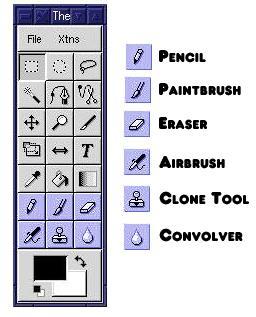 The
File Xtns
T
Pencil
Paintbrush
Eraser
Airbrush
Clone Tool
Convolver